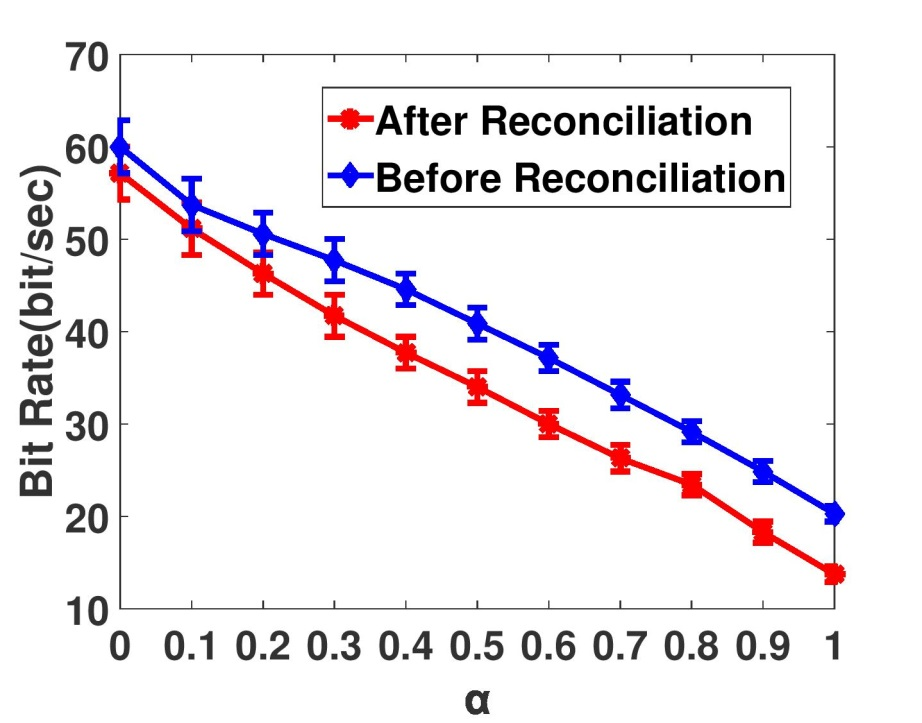 70
60
50
40
30
20
10
Bit Rate(bit/sec)
After Reconciliation
Before Reconciliation
0 0.1 0.2 0.3 0.4 0.5 0.6 0.7 0.8 0.9 1
α